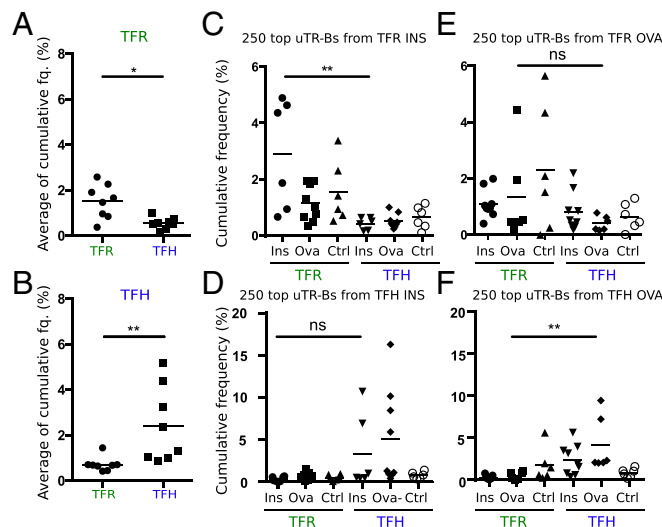 A
TFR
Average of cumulative fq. (%)
8
6
4
2
0
*
TFR TFH
B
TFH
Average of cumulative fq. (%)
8
6
4
2
0
**
TFR TFH
C
250 top uTR-Bs from TFR INS
Cumulative frequency (%)
6
4
2
0
**
Ins Ova Ctrl Ins Ova Ctrl
TFR TFH
D
250 top uTR-Bs from TFH INS
Cumulative frequency (%)
20
15
10
5
0
ns
Ins Ova Ctrl Ins Ova- Ctrl
TFR TFH
E
250 top uTR-Bs from TFR OVA
6
4
2
0
ns
Ins Ova Ctrl Ins Ova Ctrl
TFR TFH
F
250 top uTR-Bs from TFH OVA
20
15
10
5
0
**
Ins Ova Ctrl Ins Ova Ctrl
TFR TFH